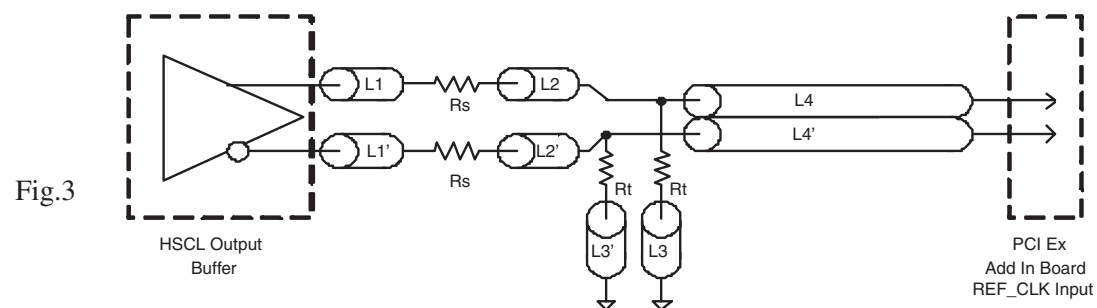 L1
L2
L4
Rs
L1'
L2'
L4'
Rs
Rt
Rt
L3'
L3
Fig.3
HSCL Output
Buffer
PCI Ex
Add In Board
REF_CLK Input